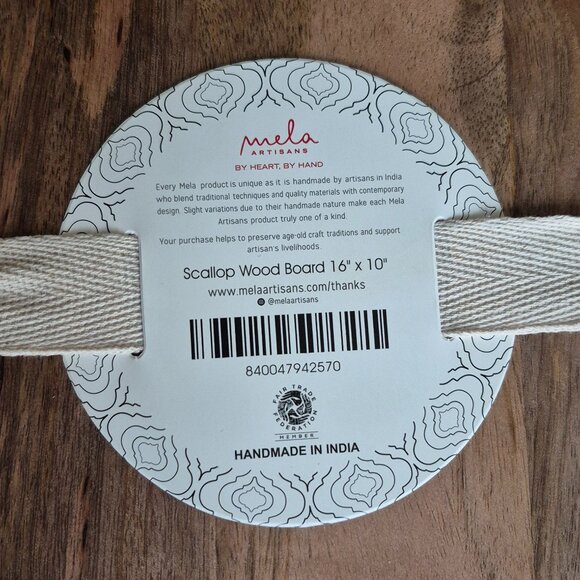 mela
ARTISANS
BY HEART, BY HAND
Every Mela product is unique as it is handmade by artisans in India
who blend traditional techniques and quality materials with contemporary
design. Slight variations due to their handmade nature make each Mela
Artisans product truly one of a kind.
Your purchase helps to preserve age-old craft traditions and support
artisan's livelihoods.
Scallop Wood Board 16" x 10"
www.melaartisans.com/thanks
@melaartisans
840047942570
FAIR TRADE
FEDERATION
MEMBER
HANDMADE IN INDIA